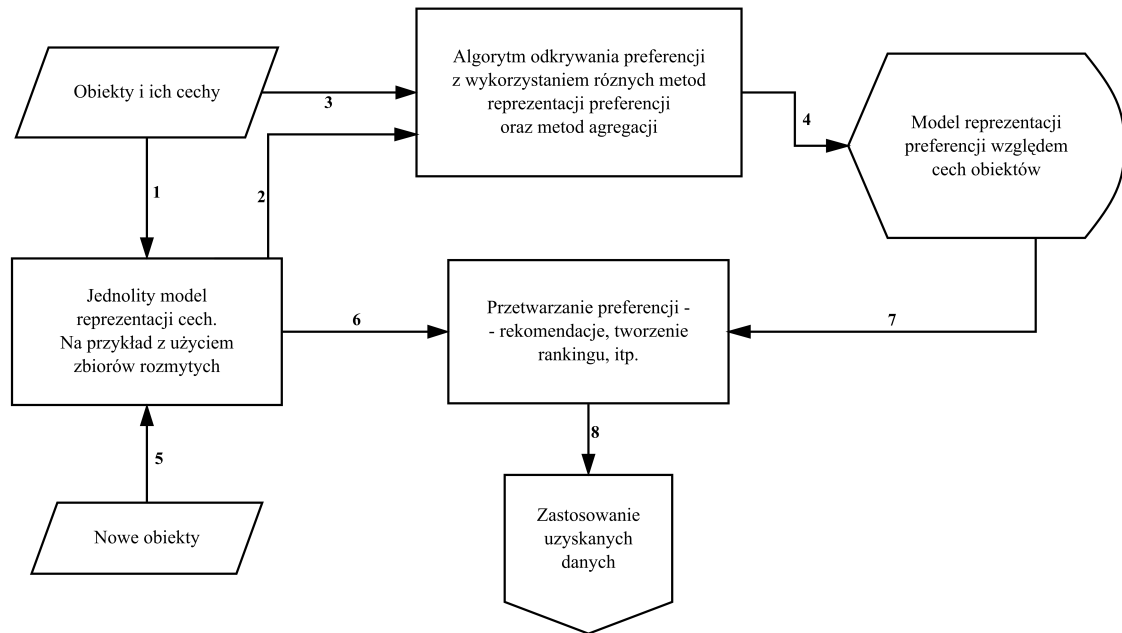 Obiekty i ich cechy
3
Algorytm odkrywania preferencji
z wykorzystaniem róznych metod
reprezentacji preferencji
oraz metod agregacji
4
Model reprezentacji
preferencji względem
cech obiektów
1
2
Jednolity model
reprezentacji cech.
Na przykład z użyciem
zbiorów rozmytych
6
Przetwarzanie preferencji -
- rekomendacje, tworzenie
rankingu, itp.
7
5
8
Nowe obiekty
Zastosowanie
uzyskanych
danych